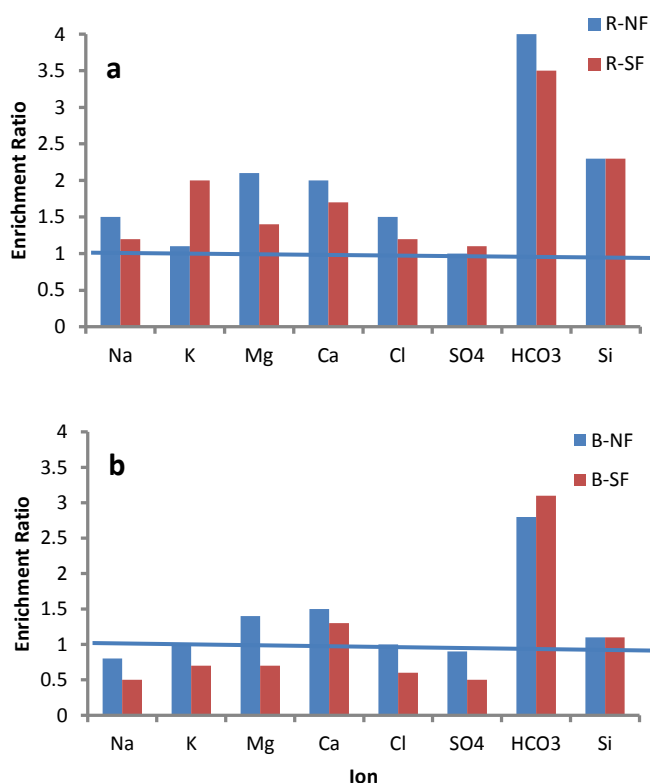 a
R-NF
R-SF
Enrichment Ratio
4
3.5
3
2.5
2
1.5
1
0.5
0
Na K Mg Ca Cl SO4 HCO3 Si
b
B-NF
B-SF
Enrichment Ratio
4
3.5
3
2.5
2
1.5
1
0.5
0
Na K Mg Ca Cl SO4 HCO3 Si
Ion